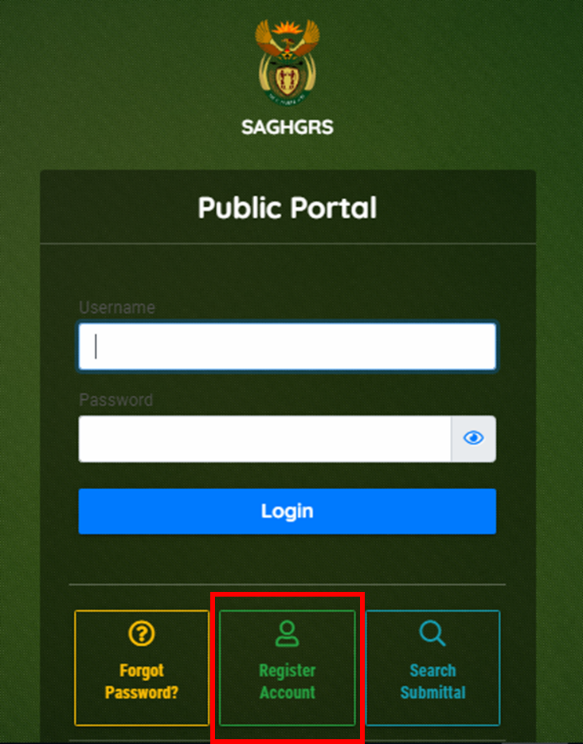 SAGHGRS
Public Portal
Username
Password
Login
Forgot
Password?
Register
Account
Search
Submittal